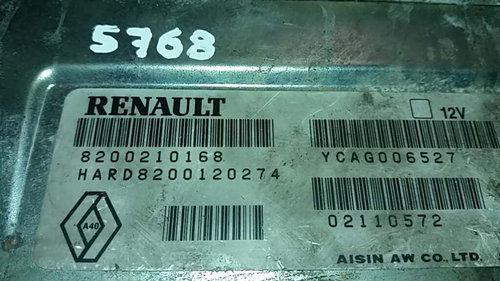 5768
RENAULT
12V
8200210168
YCAG006527
HARD8200120274
02110572
A40
AISIN AW CO., LTD.